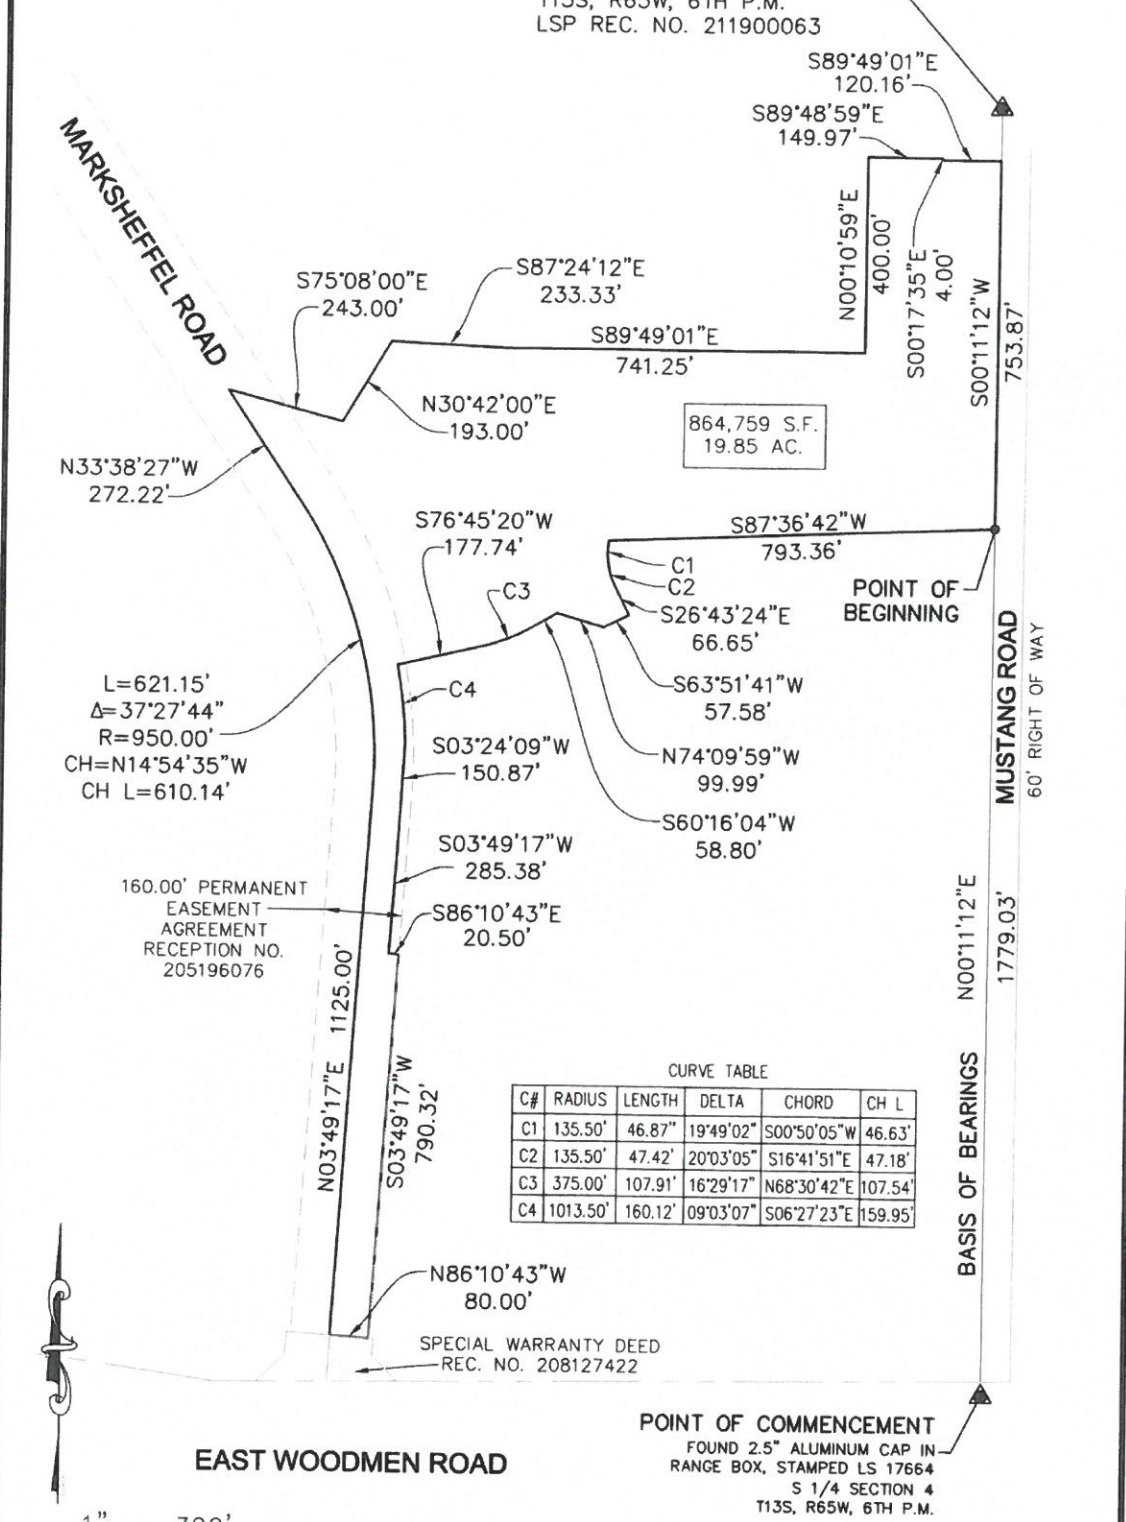 LSP REC. NO. 211900063
S89°49'01"E
120.16'
S89°48'59"E
149.97'
MARKSHEFFEL ROAD
N00°10'59"E
400.00'
S00°17'35"E
4.00'
S00°11'12"W
753.87'
S75°08'00"E
243.00'
S87°24'12"E
233.33'
S89°49'01"E
741.25'
N30°42'00"E
193.00'
864,759 S.F.
19.85 AC.
N33°38'27"W
272.22'
S76°45'20"W
177.74'
S87°36'42"W
793.36'
C1
C2
C3
POINT OF
BEGINNING
S26°43'24"E
66.65'
S63°51'41"W
57.58'
C4
L=621.15'
Δ=37°27'44"
R=950.00'
CH=N14°54'35"W
CH L=610.14'
S03°24'09"W
150.87'
N74°09'59"W
99.99'
S60°16'04"W
58.80'
MUSTANG ROAD
60' RIGHT OF WAY
S03°49'17"W
285.38'
160.00' PERMANENT
EASEMENT
AGREEMENT
RECEPTION NO.
205196076
S86°10'43"E
20.50'
N03°49'17"E 1125.00'
S03°49'17"W
790.32'
BASIS OF BEARINGS N00°11'12"E
1779.03'
CURVE TABLE
C# RADIUS LENGTH DELTA CHORD CH L
C1 135.50' 46.87" 19°49'02" S00°50'05"W 46.63'
C2 135.50' 47.42' 20°03'05" S16°41'51"E 47.18'
C3 375.00' 107.91' 16°29'17" N68°30'42"E 107.54'
C4 1013.50' 160.12' 09°03'07" S06°27'23"E 159.95'
N86°10'43"W
80.00'
SPECIAL WARRANTY DEED
REC. NO. 208127422
EAST WOODMEN ROAD
POINT OF COMMENCEMENT
FOUND 2.5" ALUMINUM CAP IN
RANGE BOX, STAMPED LS 17664
S 1/4 SECTION 4
T13S, R65W, 6TH P.M.